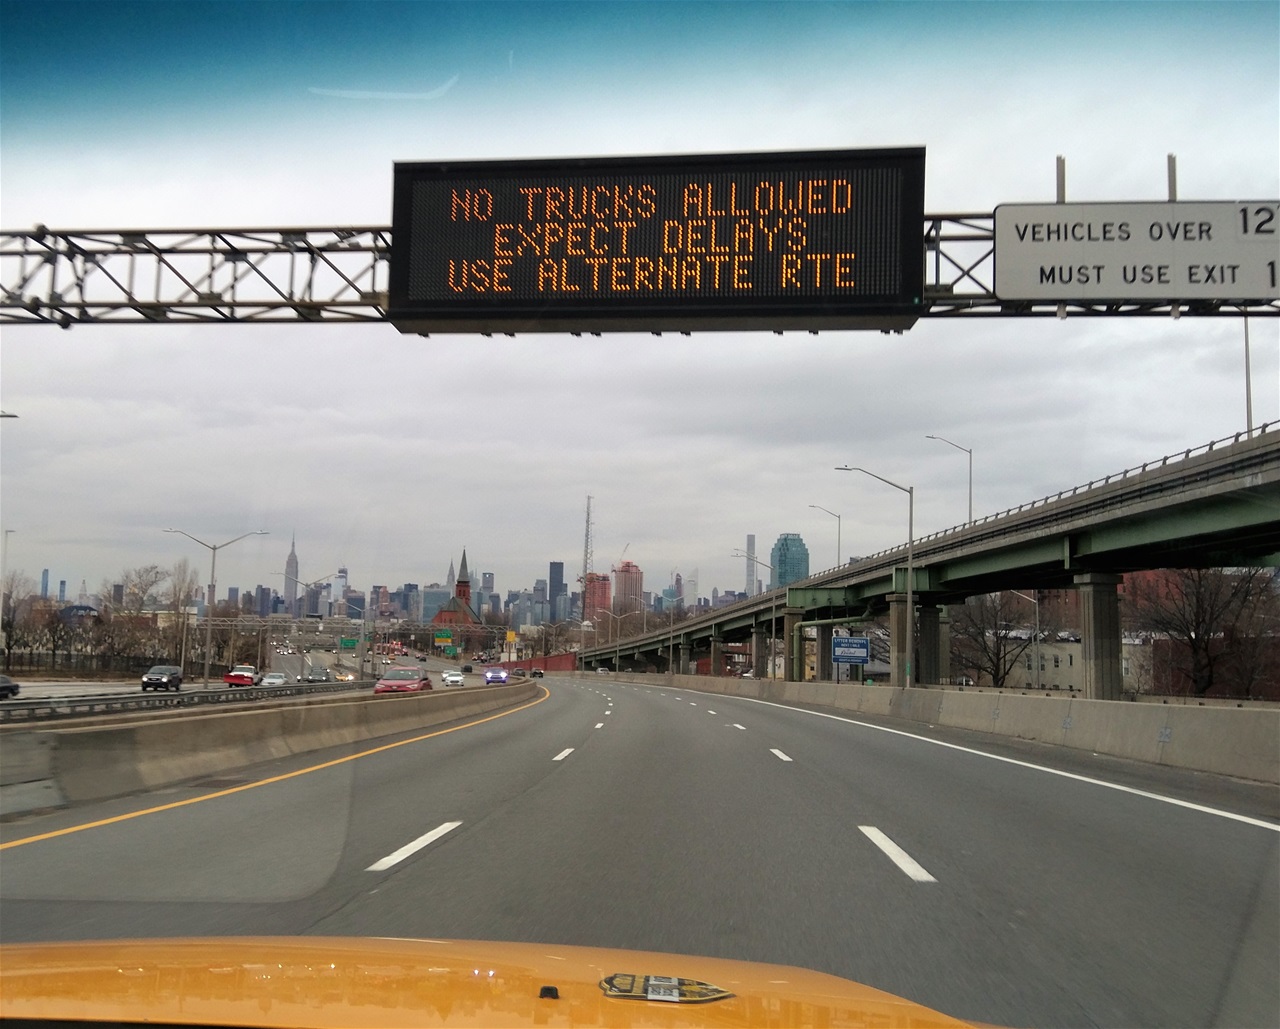 NO TRUCKS ALLOWED
EXPECT DELAYS
USE ALTERNATE RTE
VEHICLES OVER 12
MUST USE EXIT 1